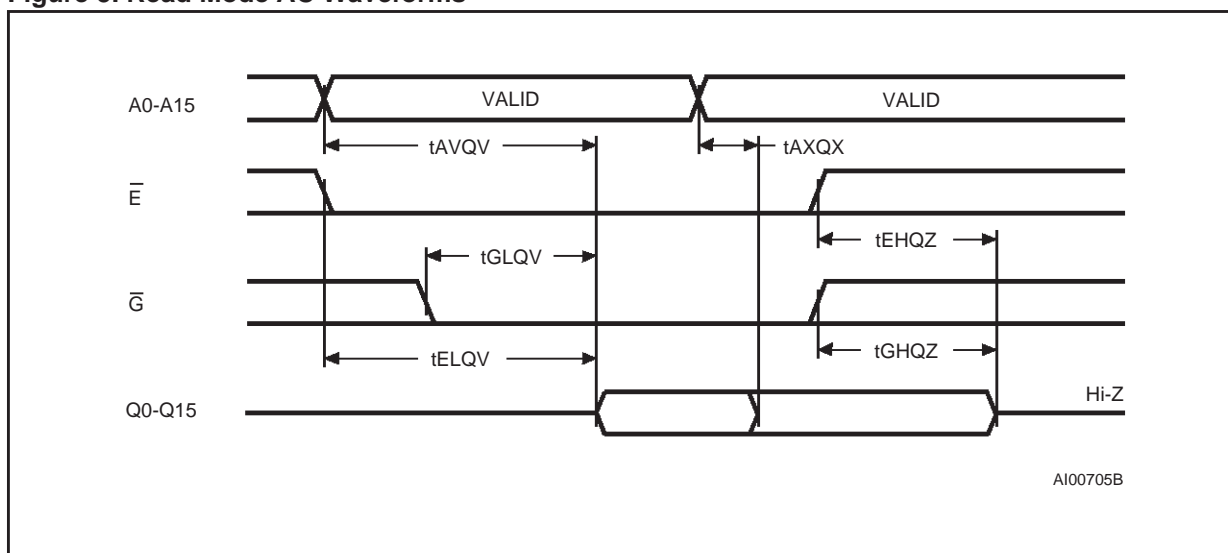 Figure Read Mode AC Waveforms
A0-A15 VALID VALID
tAVQV tAXQX
E̅
tEHQZ
tGLQV
G̅
tELQV tGHQZ
Q0-Q15 Hi-Z
AI00705B